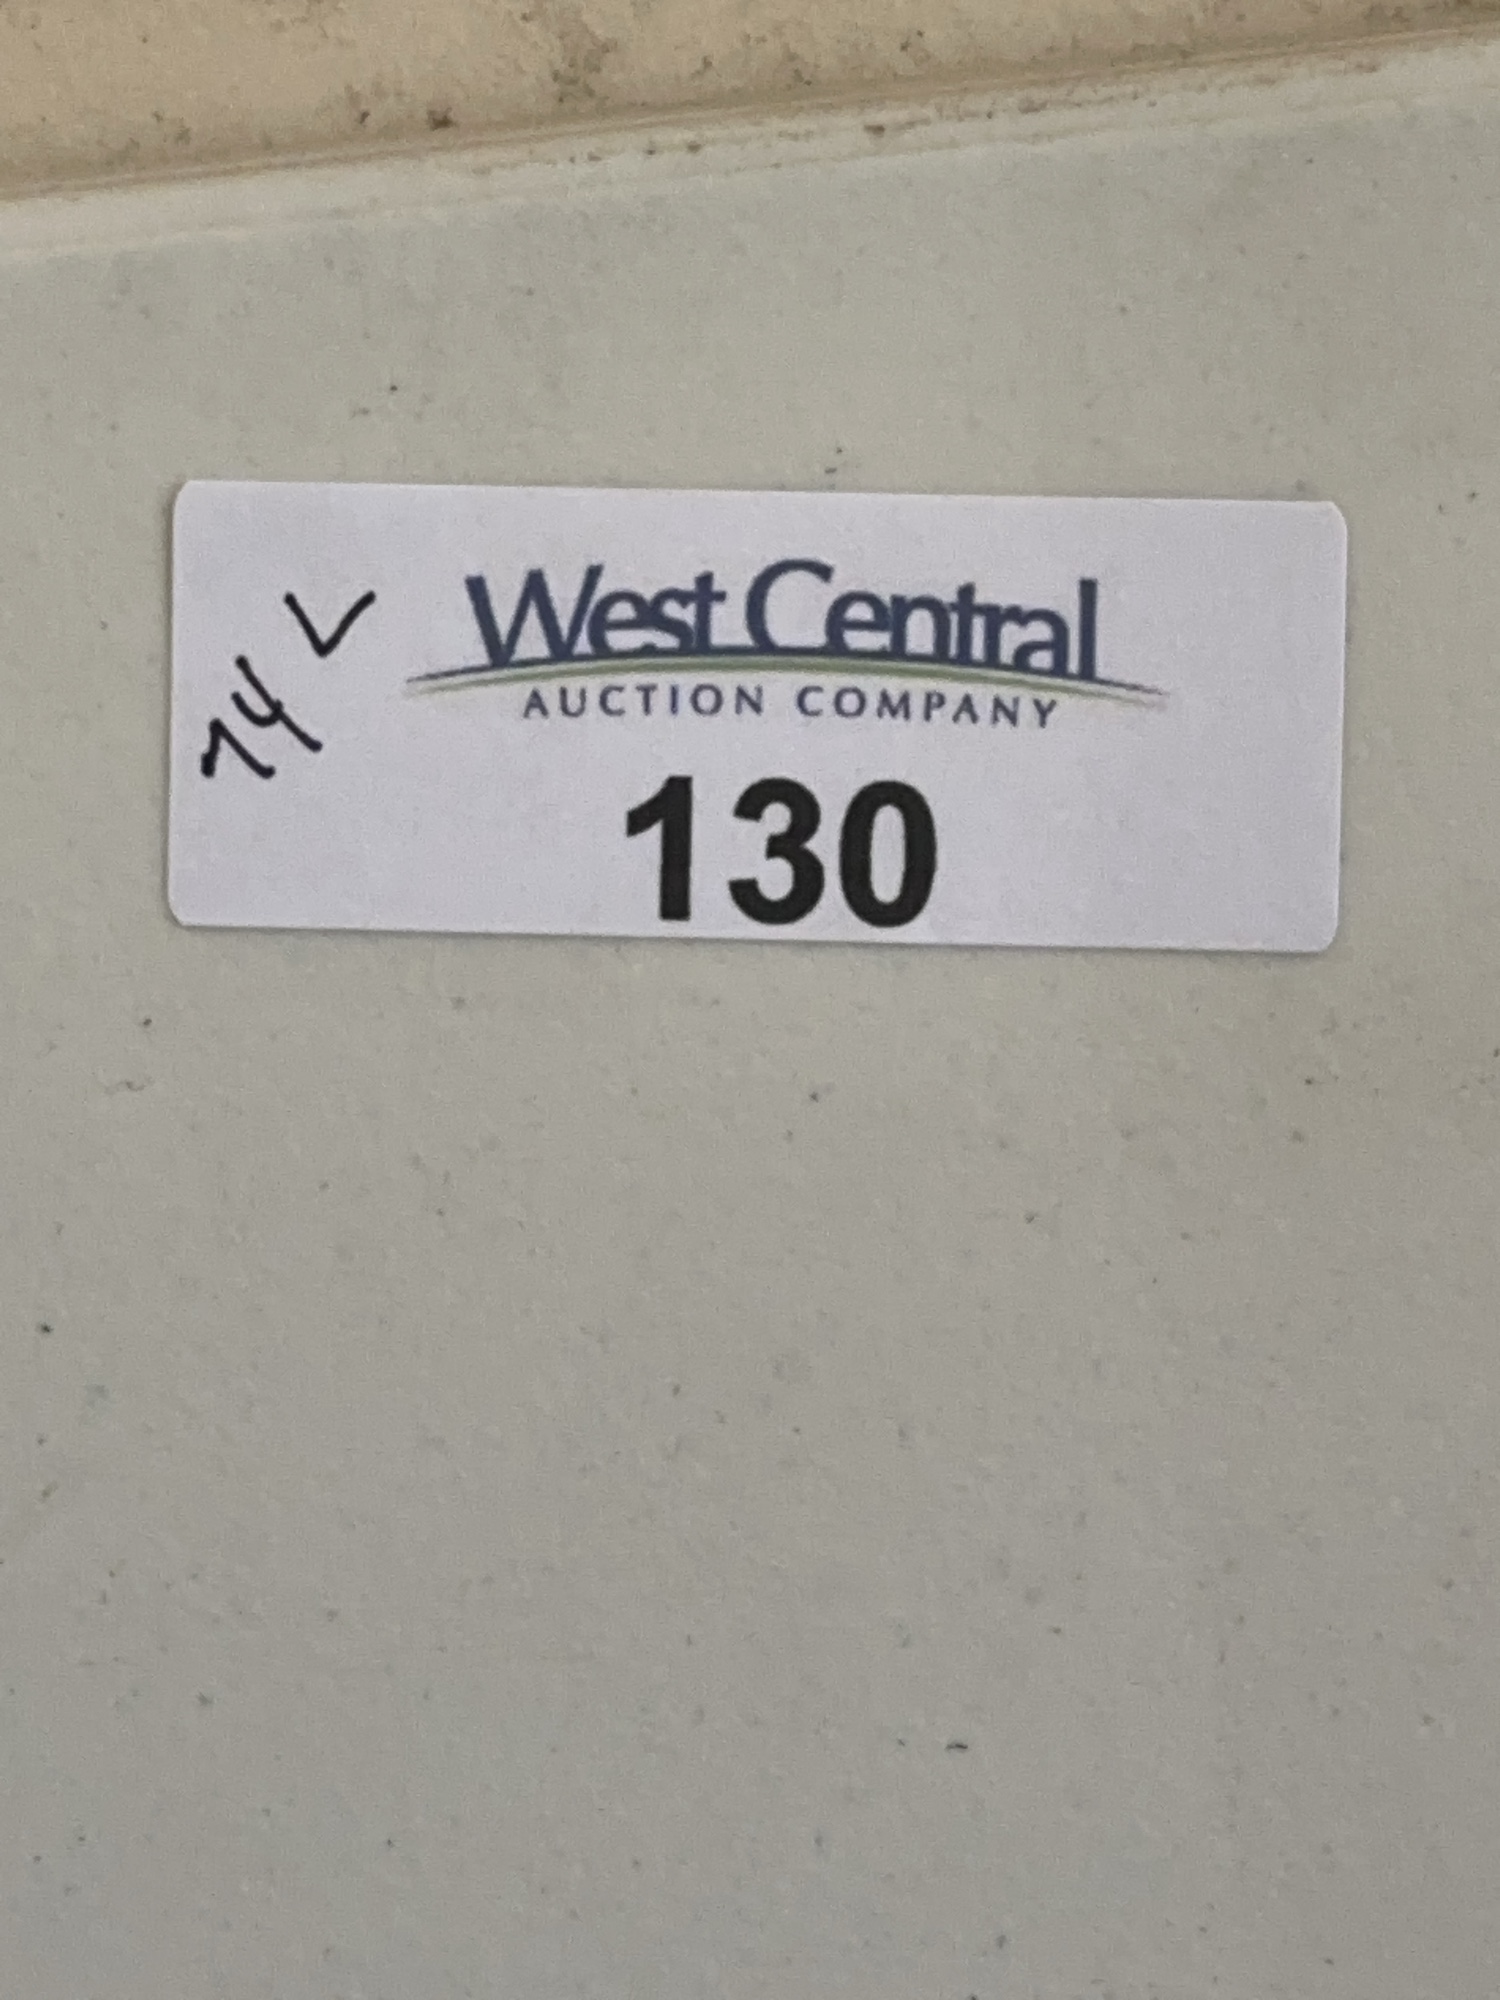 74 V
West Central
AUCTION COMPANY
130